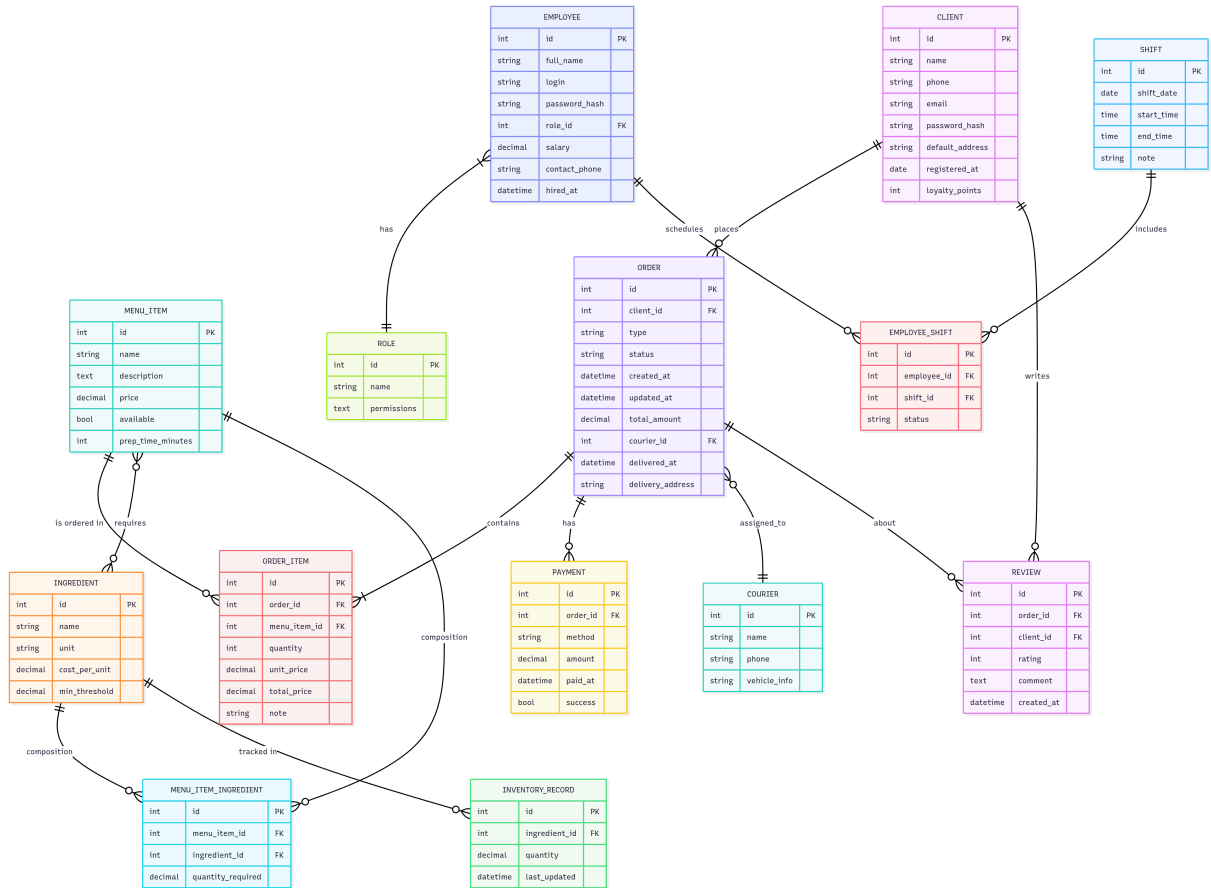 EMPLOYEE
int id PK
string full_name
string login
string password_hash
int role_id FK
decimal salary
string contact_phone
datetime hired_at
CLIENT
int id PK
string name
string phone
string email
string password_hash
string default_address
date registered_at
int loyalty_points
SHIFT
int id PK
date shift_date
time start_time
time end_time
string note
has
schedules
places
includes
ORDER
int id PK
int client_id FK
string type
string status
datetime created_at
datetime updated_at
decimal total_amount
int courier_id FK
datetime delivered_at
string delivery_address
MENU_ITEM
int id PK
string name
text description
decimal price
bool available
int prep_time_minutes
ROLE
int id PK
string name
text permissions
EMPLOYEE_SHIFT
int id PK
int employee_id FK
int shift_id FK
string status
writes
is ordered in
requires
contains
has
assigned_to
about
INGREDIENT
int id PK
string name
string unit
decimal cost_per_unit
decimal min_threshold
ORDER_ITEM
int id PK
int order_id FK
int menu_item_id FK
int quantity
decimal unit_price
decimal total_price
string note
composition
PAYMENT
int id PK
int order_id FK
string method
decimal amount
datetime paid_at
bool success
COURIER
int id PK
string name
string phone
string vehicle_info
REVIEW
int id PK
int order_id FK
int client_id FK
int rating
text comment
datetime created_at
composition
tracked in
MENU_ITEM_INGREDIENT
int id PK
int menu_item_id FK
int ingredient_id FK
decimal quantity_required
INVENTORY_RECORD
int id PK
int ingredient_id FK
decimal quantity
datetime last_updated